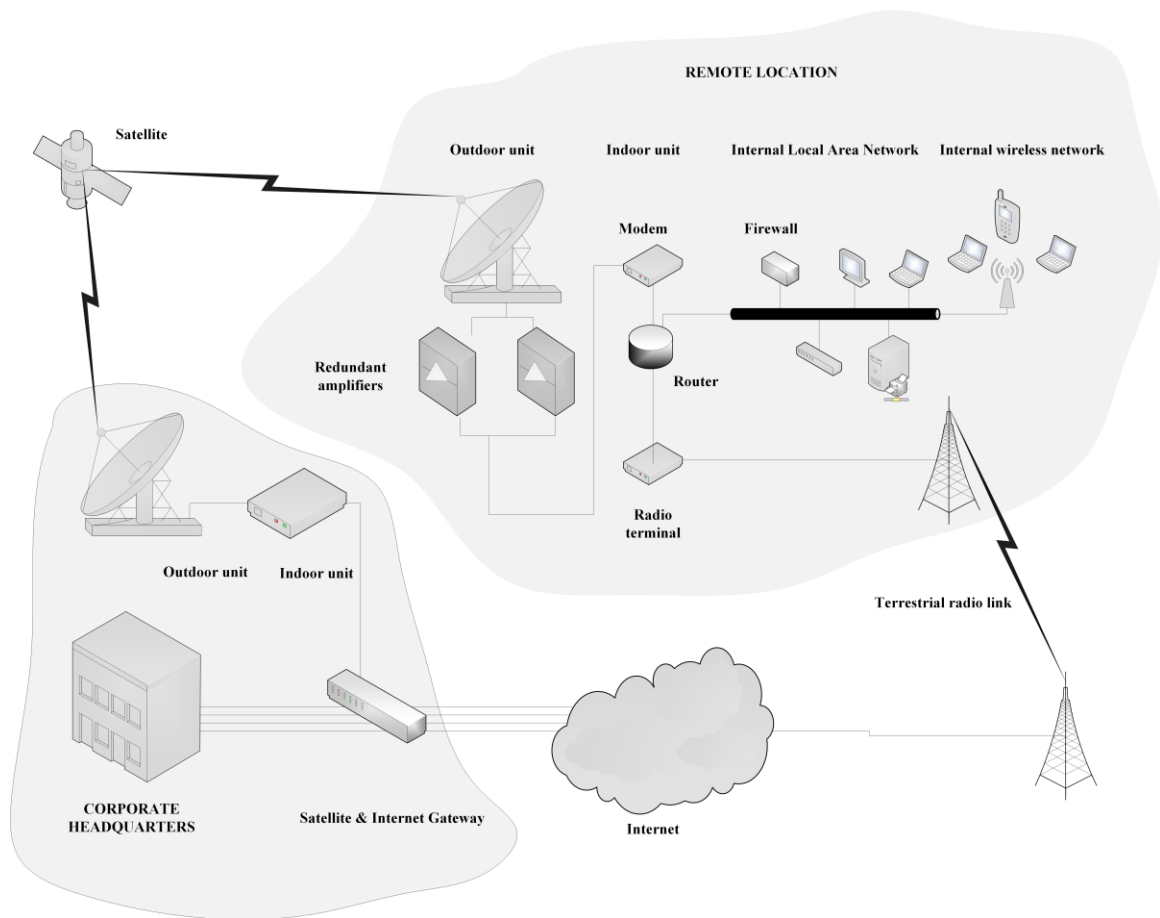 REMOTE LOCATION
Satellite
Outdoor unit
Indoor unit
Internal Local Area Network
Internal wireless network
Modem
Firewall
Redundant
amplifiers
Router
Radio
terminal
Outdoor unit
Indoor unit
Terrestrial radio link
CORPORATE
HEADQUARTERS
Satellite & Internet Gateway
Internet